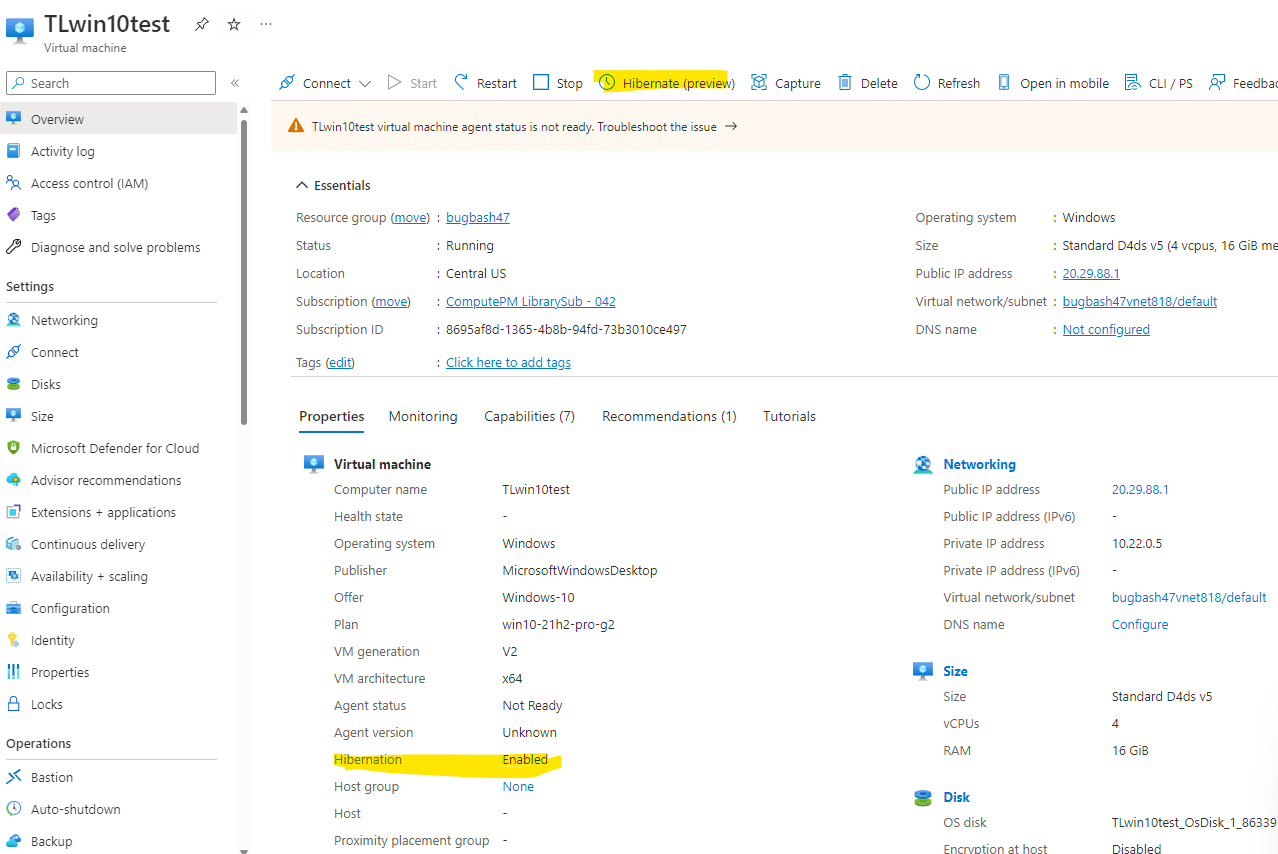 TLwin10test
Virtual machine
Search
Connect Start Restart Stop Hibernate (preview) Capture Delete Refresh Open in mobile CLI / PS
Overview
TLwin10test virtual machine agent status is not ready. Troubleshoot the issue →
Activity log
Access control (IAM)
Tags
Diagnose and solve problems
Settings
Networking
Connect
Disks
Size
Microsoft Defender for Cloud
Advisor recommendations
Extensions + applications
Continuous delivery
Availability + scaling
Configuration
Identity
Properties
Locks
Operations
Bastion
Auto-shutdown
Backup
Essentials
Resource group (move) : bugbash47
Status : Running
Location : Central US
Subscription (move) : ComputePM LibrarySub - 042
Subscription ID : 8695af8d-1365-4b8b-94fd-73b3010ce497
Tags (edit) : Click here to add tags
Operating system : Windows
Size : Standard D4ds v5 (4 vcpus, 16 GiB
Public IP address : 20.29.88.1
Virtual network/subnet : bugbash47vnet818/default
DNS name : Not configured
Properties Monitoring Capabilities (7) Recommendations (1) Tutorials
Virtual machine
Computer name TLwin10test
Health state -
Operating system Windows
Publisher MicrosoftWindowsDesktop
Offer Windows-10
Plan win10-21h2-pro-g2
VM generation V2
VM architecture x64
Agent status Not Ready
Agent version Unknown
Hibernation Enabled
Host group None
Host -
Proximity placement group -
Networking
Public IP address 20.29.88.1
Public IP address (IPv6) -
Private IP address 10.22.0.5
Private IP address (IPv6) -
Virtual network/subnet bugbash47vnet818/default
DNS name Configure
Size
Size Standard D4ds v5
vCPUs 4
RAM 16 GiB
Disk
OS disk TLwin10test_OsDisk_1_86339
Encryption at host Disabled